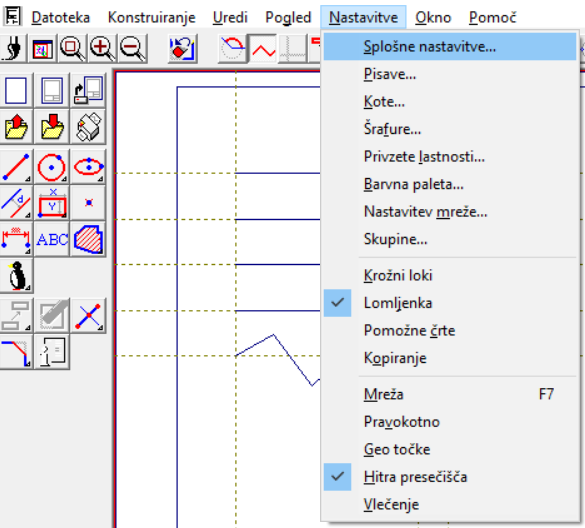 Datoteka Konstruiranje Uredi Pogled Nastavitve Okno Pomoč
Splošne nastavitve...
Pisave...
Kote...
Šrafure...
Privzete lastnosti...
Barvna paleta...
Nastavitev mreže...
Skupine...
Krožni loki
Lomljenka
Pomožne črte
Kopiranje
Mreža F7
Pravokotno
Geo točke
Hitra presečišča
Vlečenje
d
X
Y
ABC